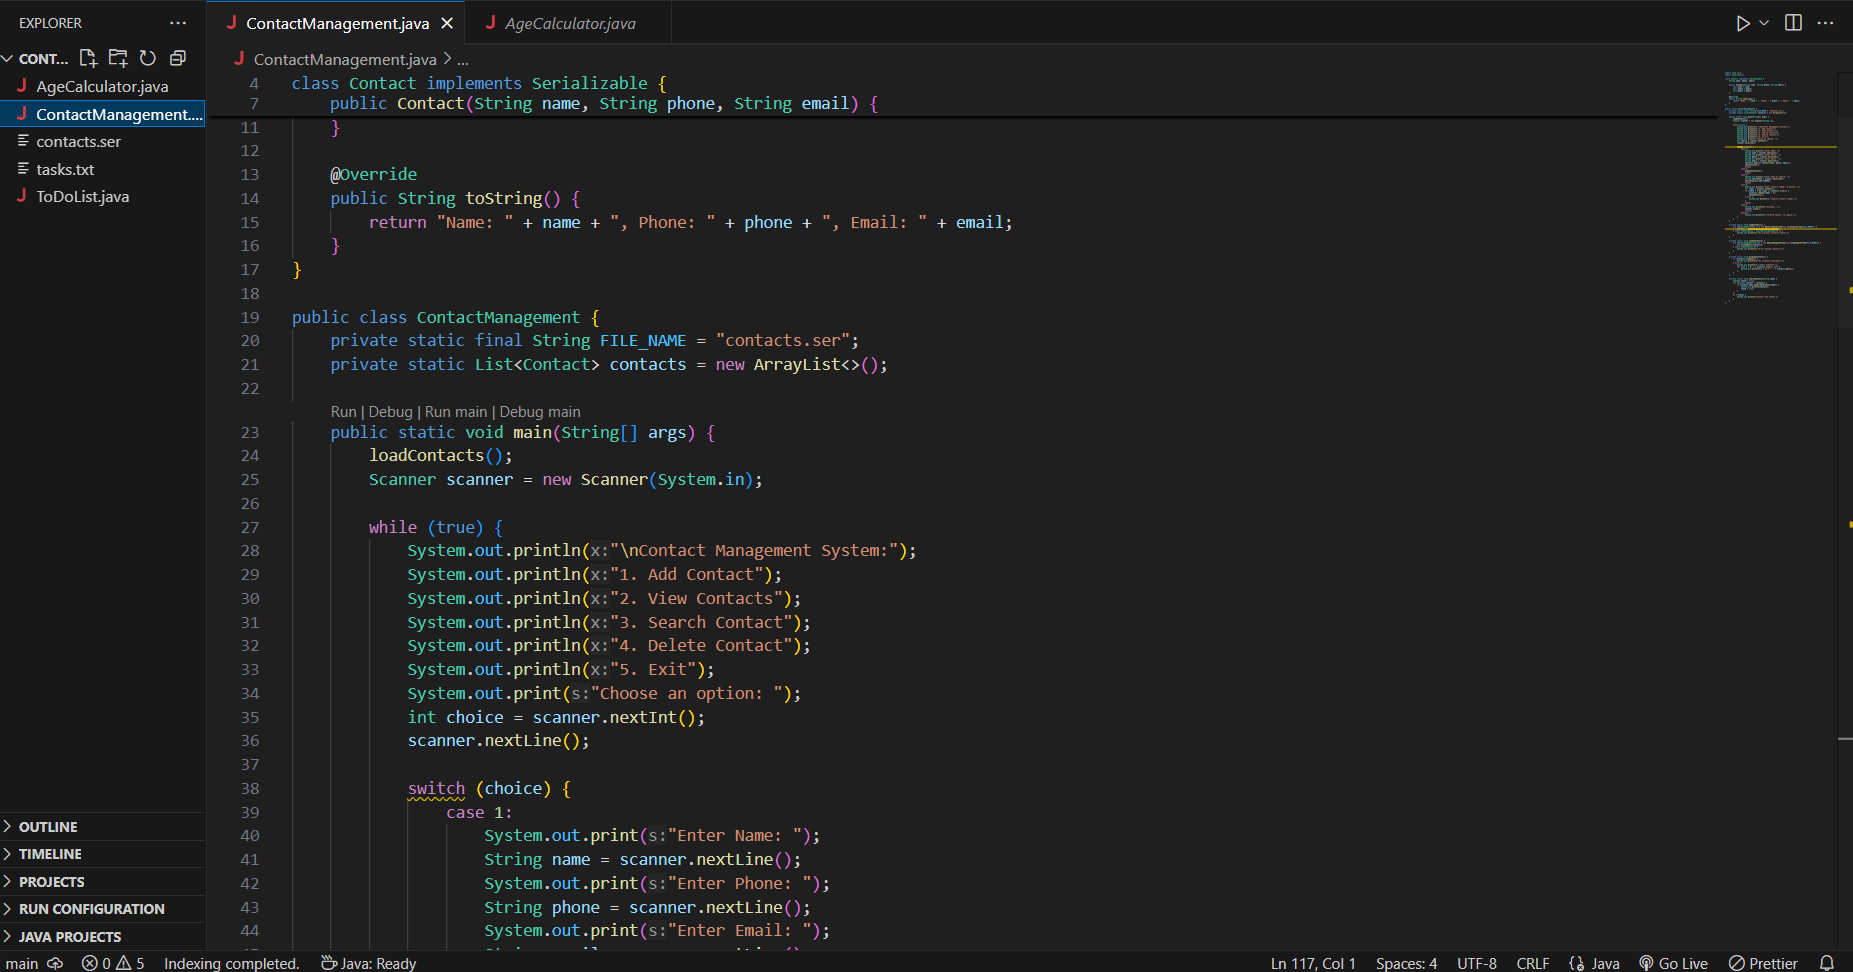 EXPLORER
CONT...
AgeCalculator.java
ContactManagement....
contacts.ser
tasks.txt
ToDoList.java
OUTLINE
TIMELINE
PROJECTS
RUN CONFIGURATION
JAVA PROJECTS
ContactManagement.java
AgeCalculator.java
ContactManagement.java > ...
4 class Contact implements Serializable {
7 public Contact(String name, String phone, String email) {
11 }
12
13 @Override
14 public String toString() {
15 return "Name: " + name + ", Phone: " + phone + ", Email: " + email;
16 }
17 }
18
19 public class ContactManagement {
20 private static final String FILE_NAME = "contacts.ser";
21 private static List<Contact> contacts = new ArrayList<>();
22
Run | Debug | Run main | Debug main
23 public static void main(String[] args) {
24 loadContacts();
25 Scanner scanner = new Scanner(System.in);
26
27 while (true) {
28 System.out.println(x:"\nContact Management System:");
29 System.out.println(x:"1. Add Contact");
30 System.out.println(x:"2. View Contacts");
31 System.out.println(x:"3. Search Contact");
32 System.out.println(x:"4. Delete Contact");
33 System.out.println(x:"5. Exit");
34 System.out.print(s:"Choose an option: ");
35 int choice = scanner.nextInt();
36 scanner.nextLine();
37
38 switch (choice) {
39 case 1:
40 System.out.print(s:"Enter Name: ");
41 String name = scanner.nextLine();
42 System.out.print(s:"Enter Phone: ");
43 String phone = scanner.nextLine();
44 System.out.print(s:"Enter Email: ");
main 0 5 Indexing completed. Java: Ready Ln 117, Col 1 Spaces: 4 UTF-8 CRLF {} Java Go Live Prettier